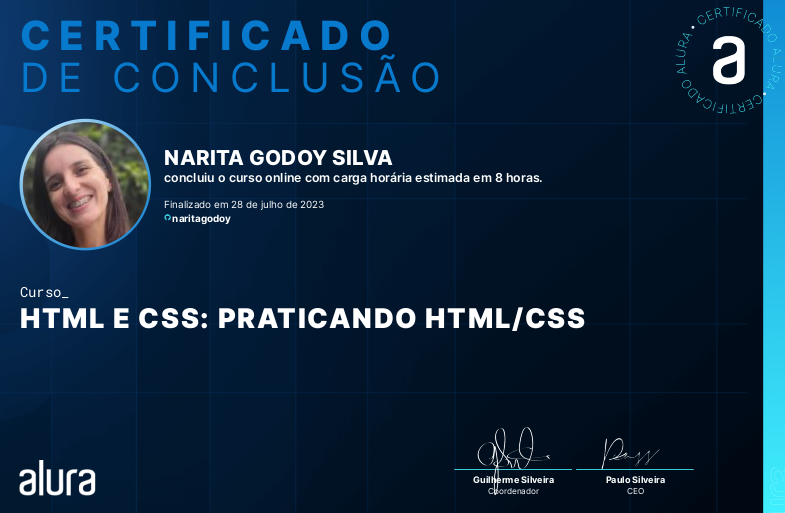 CERTIFICADO
DE CONCLUSÃO
CERTIFICADO ALURA • CERTIFICADO ALURA •
a
NARITA GODOY SILVA
concluiu o curso online com carga horária estimada em 8 horas.
Finalizado em 28 de julho de 2023
naritagodoy
Curso_
HTML E CSS: PRATICANDO HTML/CSS
alura
Guilherme Silveira
Coordenador
Paulo Silveira
CEO